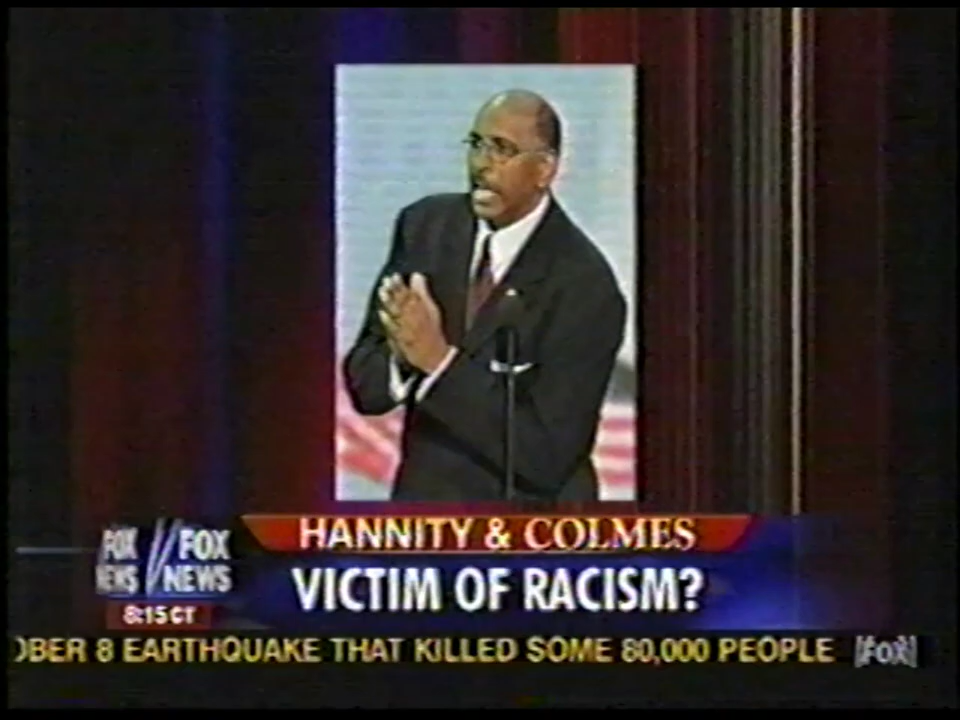 HANNITY & COLMES
FOX NEWS
FOX NEWS
VICTIM OF RACISM?
8:15CT
OBER 8 EARTHQUAKE THAT KILLED SOME 80,000 PEOPLE
FOX